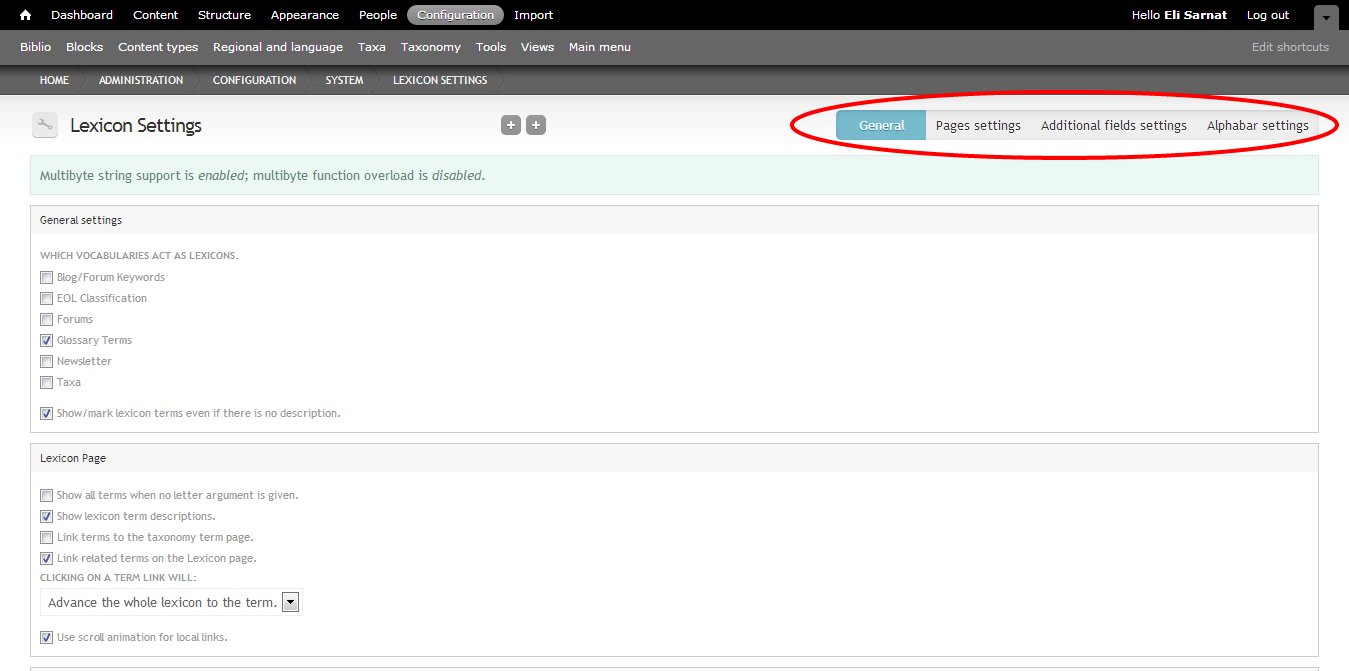 Dashboard Content Structure Appearance People Configuration Import Hello Eli Sarnat Log out
Biblio Blocks Content types Regional and language Taxa Taxonomy Tools Views Main menu Edit shortcuts
HOME ADMINISTRATION CONFIGURATION SYSTEM LEXICON SETTINGS
Lexicon Settings + + General Pages settings Additional fields settings Alphabar settings
Multibyte string support is enabled; multibyte function overload is disabled.
General settings
WHICH VOCABULARIES ACT AS LEXICONS.
Blog/Forum Keywords
EOL Classification
Forums
Glossary Terms
Newsletter
Taxa
Show/mark lexicon terms even if there is no description.
Lexicon Page
Show all terms when no letter argument is given.
Show lexicon term descriptions.
Link terms to the taxonomy term page.
Link related terms on the Lexicon page.
CLICKING ON A TERM LINK WILL:
Advance the whole lexicon to the term.
Use scroll animation for local links.